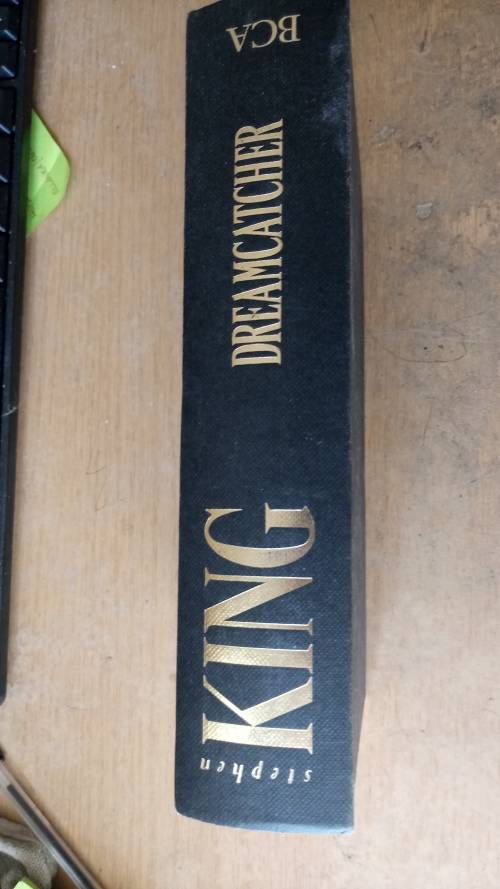 stephen
KING
DREAMCATCHER
BCA